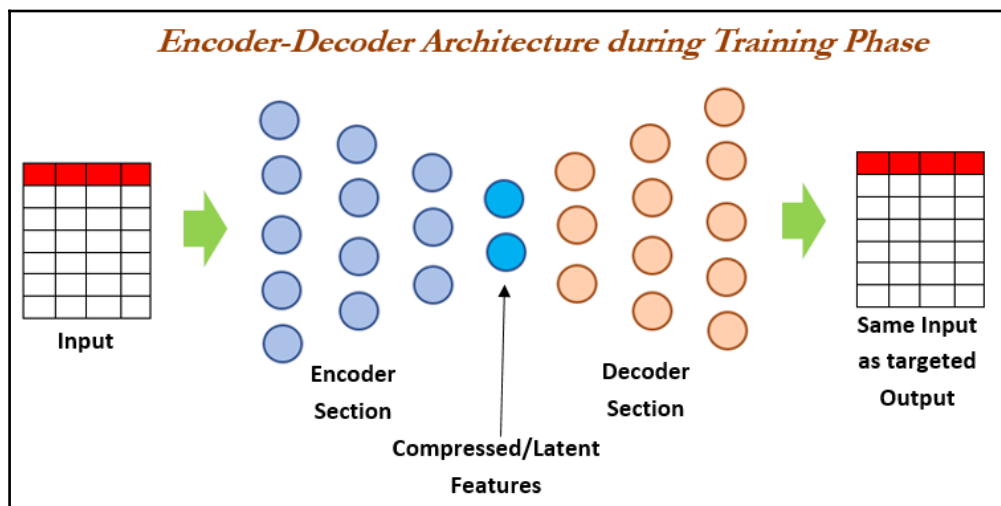 Encoder-Decoder Architecture during Training Phase
Input
Encoder
Section
Compressed/Latent
Features
Decoder
Section
Same Input
as targeted
Output